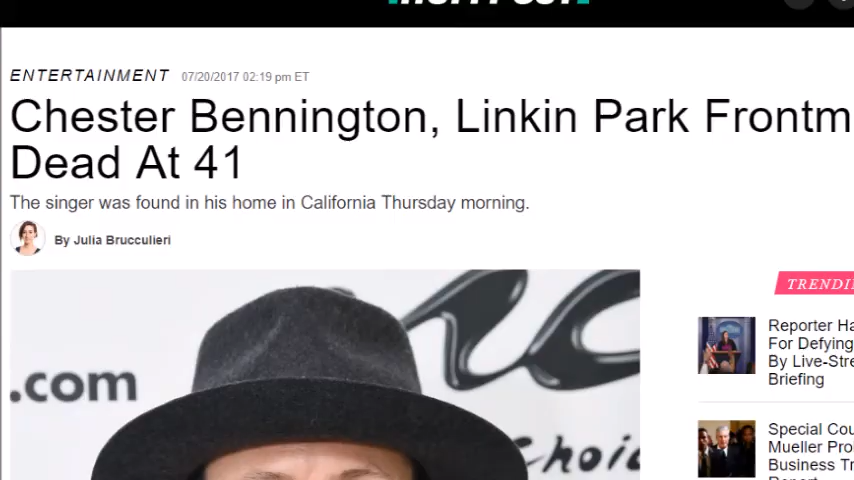 ENTERTAINMENT 07/20/2017 02:19 pm ET
Chester Bennington, Linkin Park Frontm
Dead At 41
The singer was found in his home in California Thursday morning.
By Julia Brucculieri
TRENDI
.com
Choic
Reporter Ha
For Defying
By Live-Stre
Briefing
Special Cou
Mueller Pro
Business Tr